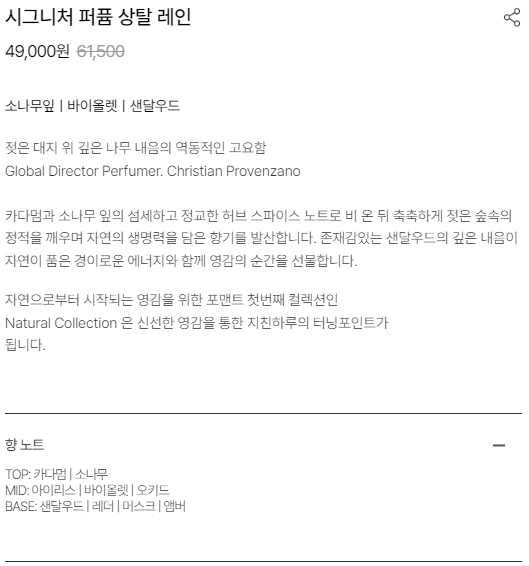 시그니처 퍼퓸 상탈 레인
49,000원 61,500
소나무잎 | 바이올렛 | 샌달우드
젖은 대지 위 깊은 나무 내음의 역동적인 고요함
Global Director Perfumer. Christian Provenzano
카다멈과 소나무 잎의 섬세하고 정교한 허브 스파이스 노트로 비 온 뒤 축축하게 젖은 숲속의
정적을 깨우며 자연의 생명력을 담은 향기를 발산합니다. 존재감있는 샌달우드의 깊은 내음이
자연이 품은 경이로운 에너지와 함께 영감의 순간을 선물합니다.
자연으로부터 시작되는 영감을 위한 포맨트 첫번째 컬렉션인
Natural Collection 은 신선한 영감을 통한 지친하루의 터닝포인트가
됩니다.
향 노트
TOP: 카다멈 | 소나무
MID: 아이리스 | 바이올렛 | 오키드
BASE: 샌달우드 | 레더 | 머스크 | 앰버